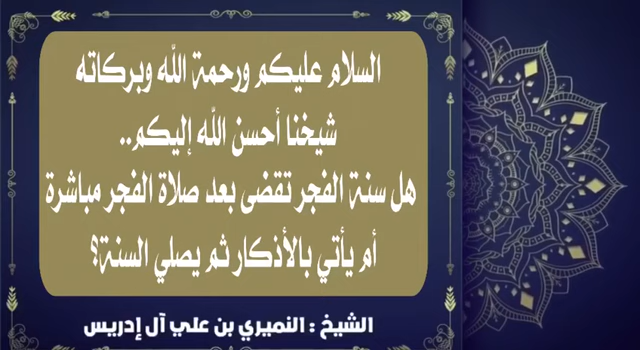 السلام عليكم ورحمة الله وبركاته
شيخنا أحسن الله إليكم..
هل سنة الفجر تقضى بعد صلاة الفجر مباشرة
أم يأتي بالأذكار ثم يصلي السنة؟
الشيخ : النميري بن علي آل إدريس